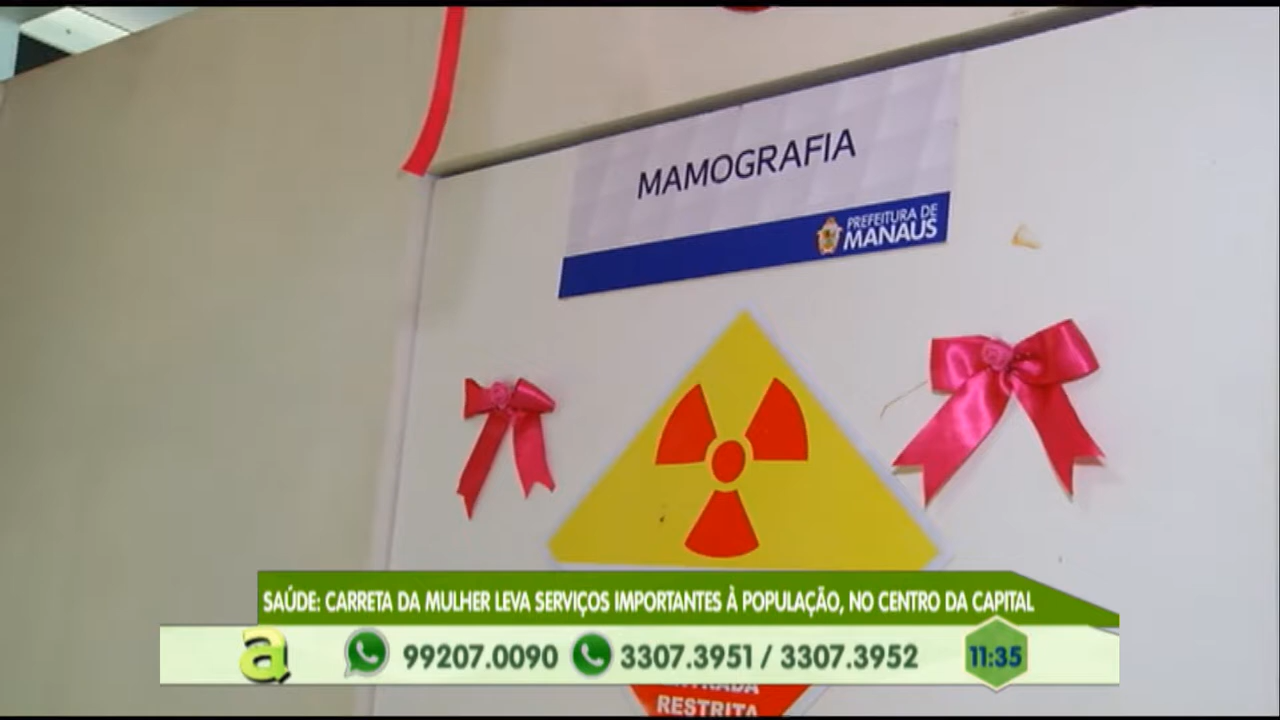 MAMOGRAFIA
PREFEITURA DE
MANAUS
SAÚDE: CARRETA DA MULHER LEVA SERVIÇOS IMPORTANTES À POPULAÇÃO, NO CENTRO DA CAPITAL
a 99207.0090 3307.3951 / 3307.3952 11:35
ENTRADA
RESTRITA